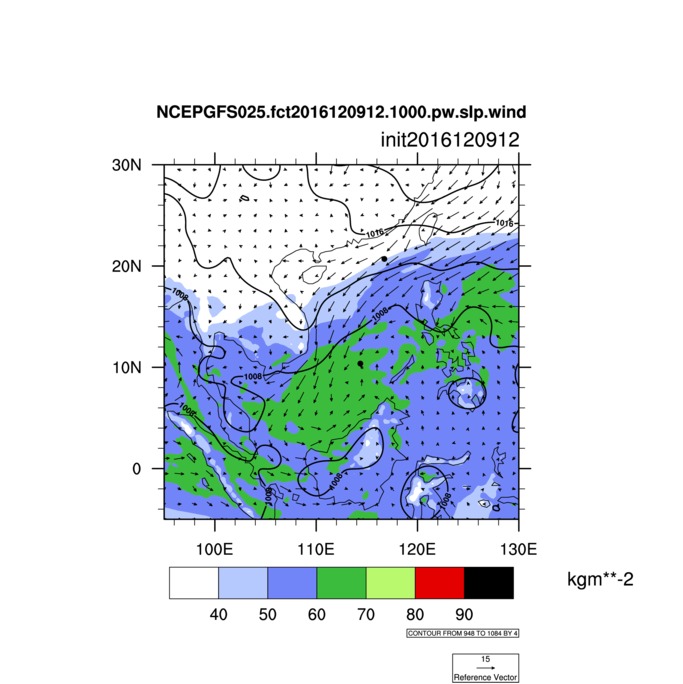 NCEPGFS025.fct2016120912.1000.pw.slp.wind
init2016120912
30N
20N
10N
0
1016
1016
1008
1008
1008
1008
1008
1008
1008
100E 110E 120E 130E
kgm**-2
40 50 60 70 80 90
CONTOUR FROM 948 TO 1084 BY 4
15
Reference Vector